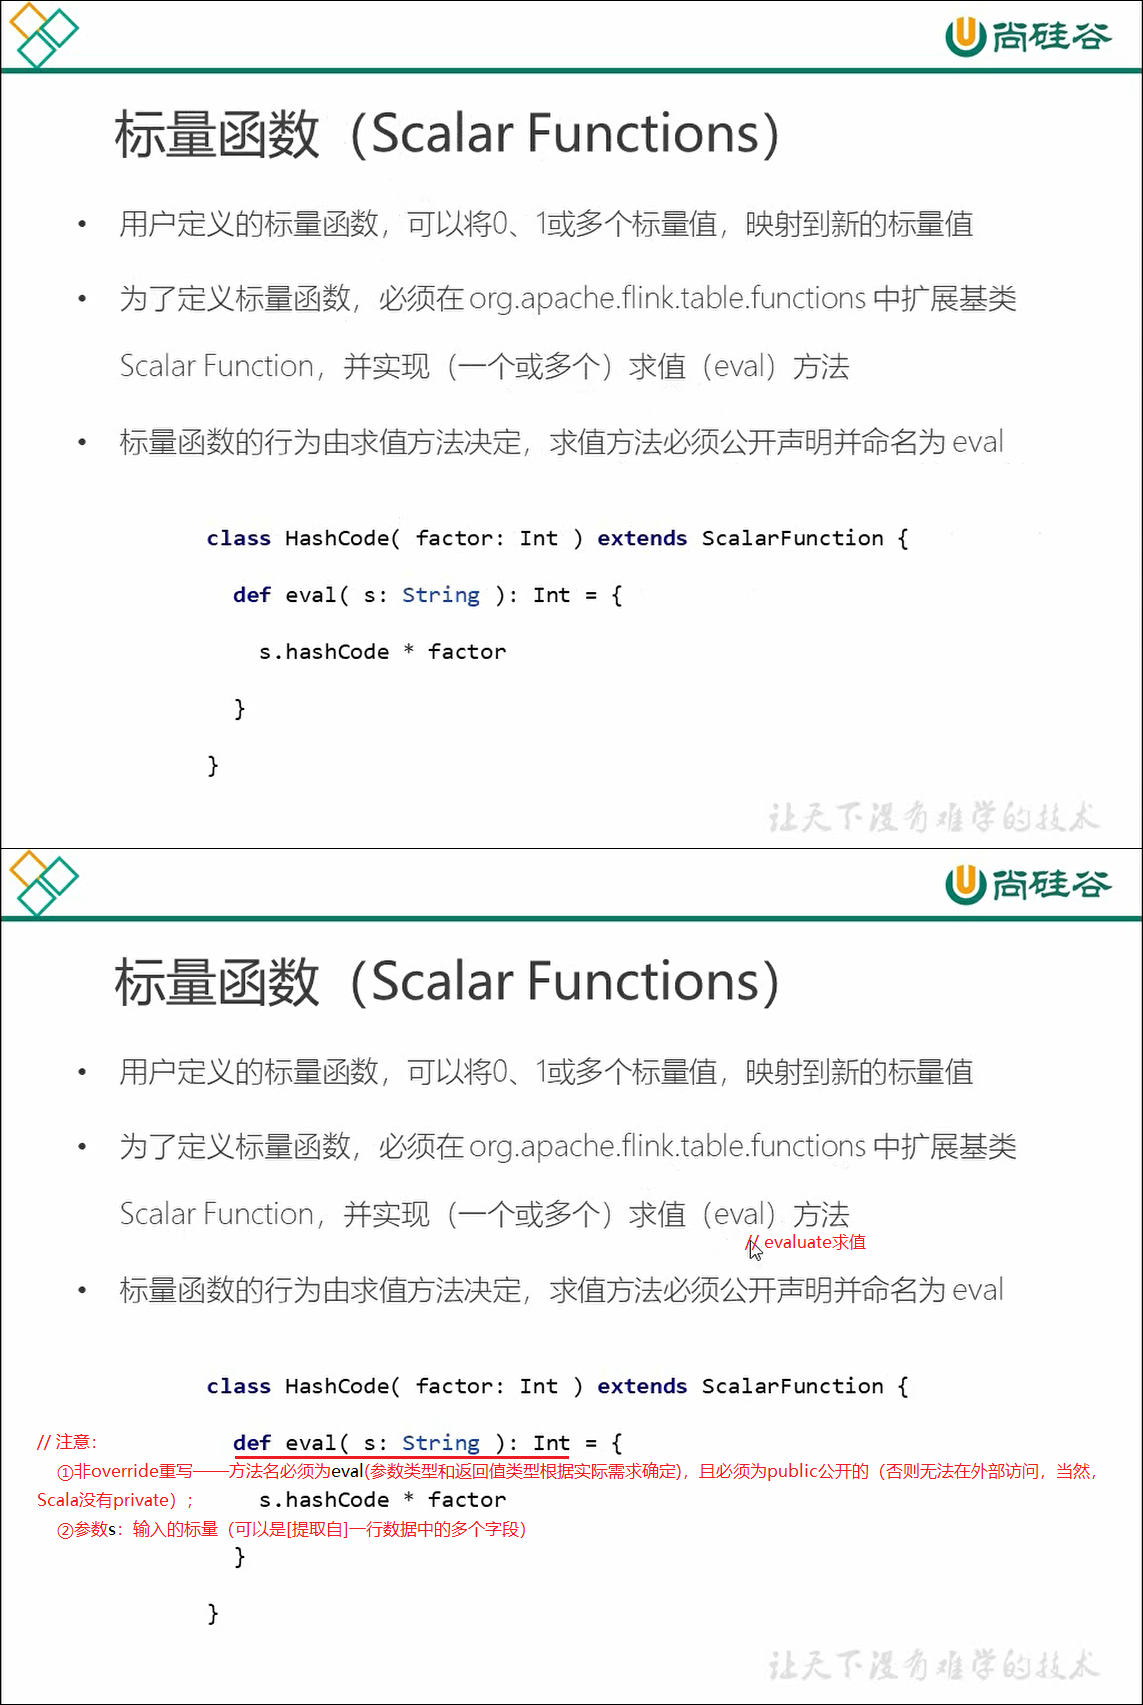 尚硅谷
标量函数（Scalar Functions）
• 用户定义的标量函数，可以将0、1或多个标量值，映射到新的标量值
• 为了定义标量函数，必须在 org.apache.flink.table.functions 中扩展基类
Scalar Function，并实现（一个或多个）求值（eval）方法
• 标量函数的行为由求值方法决定，求值方法必须公开声明并命名为 eval
class HashCode( factor: Int ) extends ScalarFunction {
def eval( s: String ): Int = {
s.hashCode * factor
}
}
让天下没有难学的技术
尚硅谷
标量函数（Scalar Functions）
• 用户定义的标量函数，可以将0、1或多个标量值，映射到新的标量值
• 为了定义标量函数，必须在 org.apache.flink.table.functions 中扩展基类
Scalar Function，并实现（一个或多个）求值（eval）方法
// evaluate求值
• 标量函数的行为由求值方法决定，求值方法必须公开声明并命名为 eval
class HashCode( factor: Int ) extends ScalarFunction {
// 注意：
def eval( s: String ): Int = {
①非override重写——方法名必须为eval(参数类型和返回值类型根据实际需求确定)，且必须为public公开的（否则无法在外部访问，当然，
Scala没有private）；
s.hashCode * factor
②参数s：输入的标量（可以是[提取自]一行数据中的多个字段）
}
}
让天下没有难学的技术